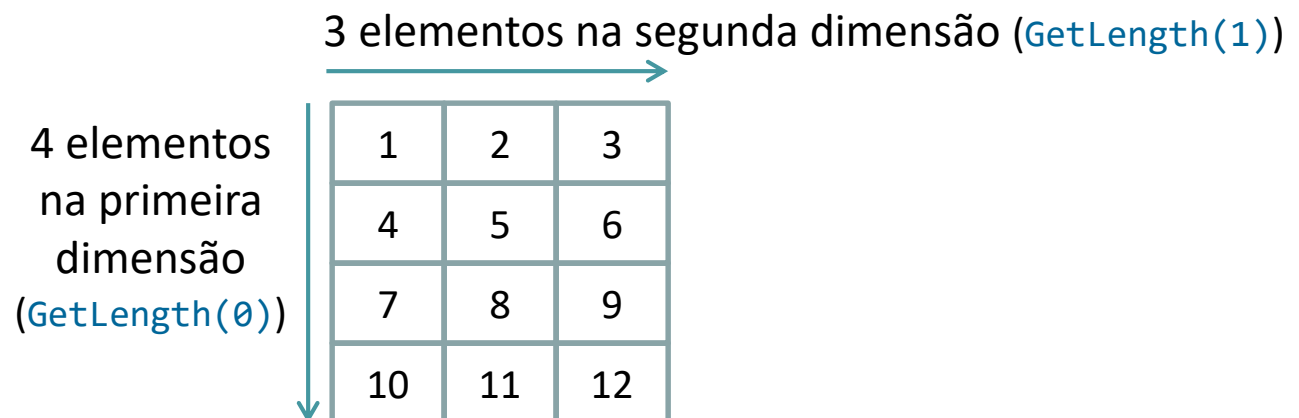 3 elementos na segunda dimensão (GetLength(1))
4 elementos
na primeira
dimensão
(GetLength(0))
1 2 3
4 5 6
7 8 9
10 11 12